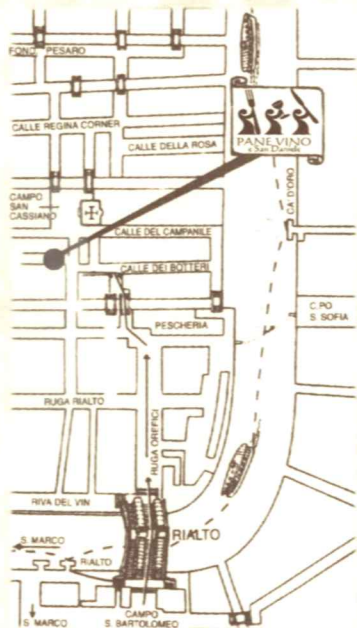 FOND. PESARO
PANE, VINO
e San Daniele
CALLE REGINA CORNER
CALLE DELLA ROSA
CAMPO
SAN
CASSIANO
CA' D'ORO
CALLE DEL CAMPANILE
CALLE DEI BOTTERI
C.PO
S. SOFIA
PESCHERIA
RUGA RIALTO
RUGA OREFICI
RIVA DEL VIN
RIALTO
S. MARCO
RIALTO
CAMPO
S. BARTOLOMEO
S. MARCO